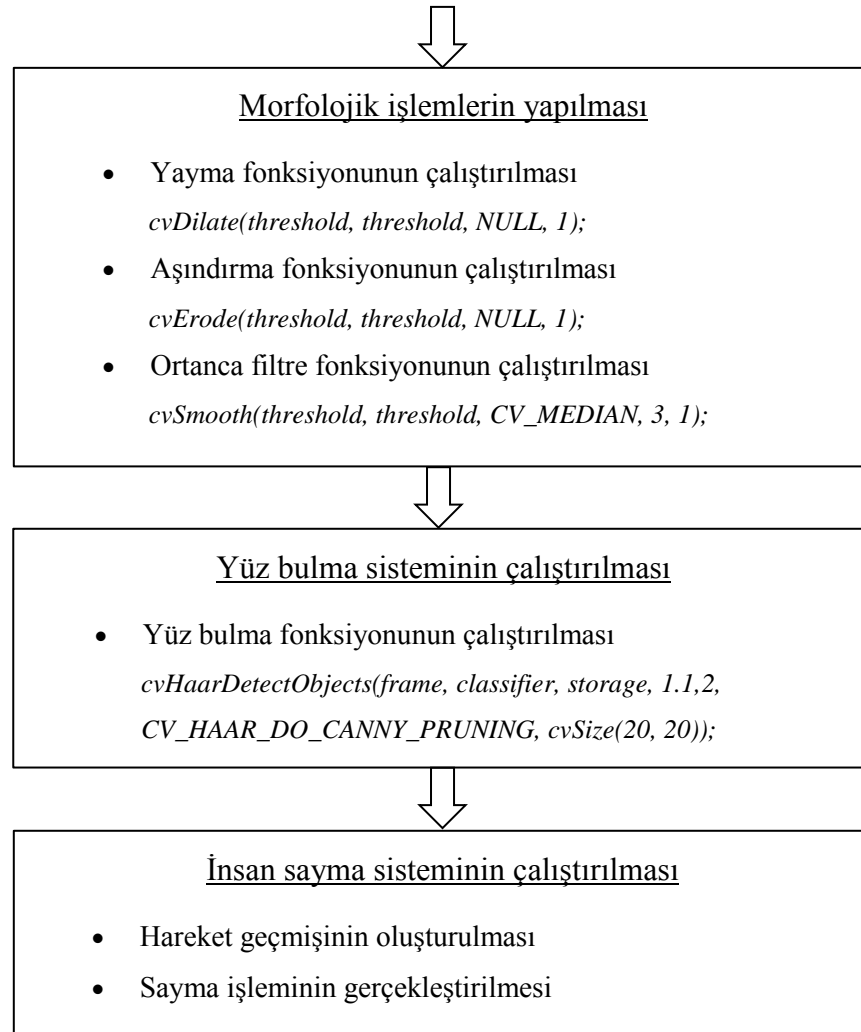 Morfolojik işlemlerin yapılması
• Yayma fonksiyonunun çalıştırılması
cvDilate(threshold, threshold, NULL, 1);
• Aşındırma fonksiyonunun çalıştırılması
cvErode(threshold, threshold, NULL, 1);
• Ortanca filtre fonksiyonunun çalıştırılması
cvSmooth(threshold, threshold, CV_MEDIAN, 3, 1);
Yüz bulma sisteminin çalıştırılması
• Yüz bulma fonksiyonunun çalıştırılması
cvHaarDetectObjects(frame, classifier, storage, 1.1,2,
CV_HAAR_DO_CANNY_PRUNING, cvSize(20, 20));
İnsan sayma sisteminin çalıştırılması
• Hareket geçmişinin oluşturulması
• Sayma işleminin gerçekleştirilmesi